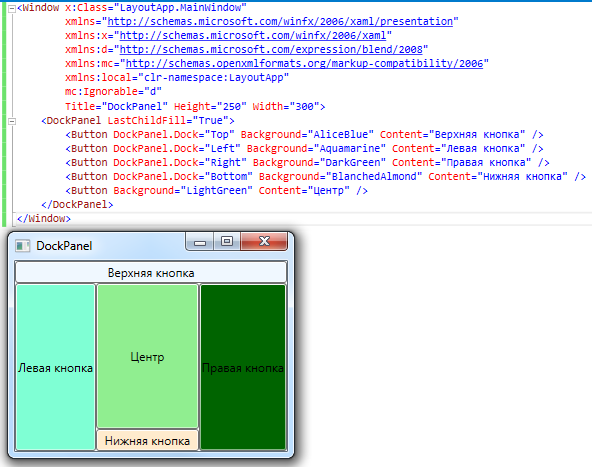 <Window x:Class="LayoutApp.MainWindow"
xmlns="http://schemas.microsoft.com/winfx/2006/xaml/presentation"
xmlns:x="http://schemas.microsoft.com/winfx/2006/xaml"
xmlns:d="http://schemas.microsoft.com/expression/blend/2008"
xmlns:mc="http://schemas.openxmlformats.org/markup-compatibility/2006"
xmlns:local="clr-namespace:LayoutApp"
mc:Ignorable="d"
Title="DockPanel" Height="250" Width="300">
<DockPanel LastChildFill="True">
<Button DockPanel.Dock="Top" Background="AliceBlue" Content="Верхняя кнопка" />
<Button DockPanel.Dock="Left" Background="Aquamarine" Content="Левая кнопка" />
<Button DockPanel.Dock="Right" Background="DarkGreen" Content="Правая кнопка" />
<Button DockPanel.Dock="Bottom" Background="BlanchedAlmond" Content="Нижняя кнопка" />
<Button Background="LightGreen" Content="Центр" />
</DockPanel>
</Window>
DockPanel
Верхняя кнопка
Левая кнопка
Центр
Правая кнопка
Нижняя кнопка